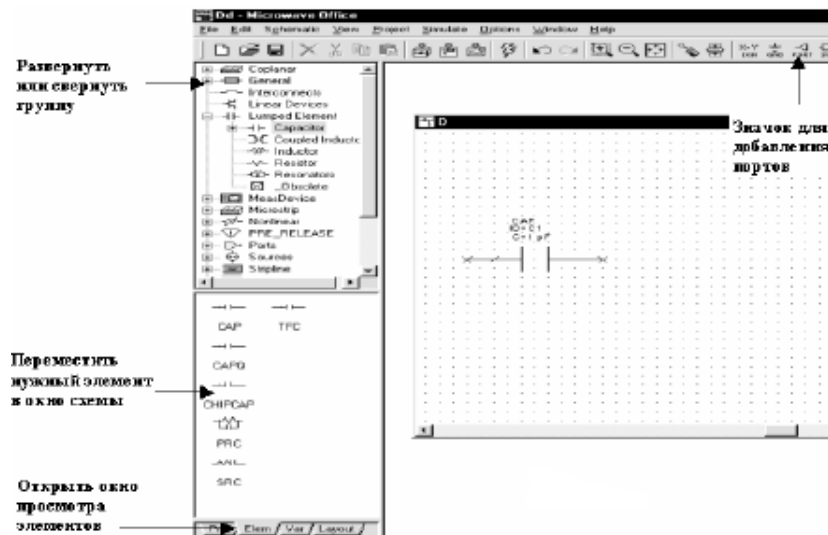 Dd - Microwave Office
File Edit Schematic View Project Simulate Options Window Help
Развернуть
или свернуть
группу
Coplanar
General
Interconnects
Linear Devices
Lumped Element
Capacitor
Coupled Inducto
Inductor
Resistor
Resonators
_Obsolete
MeasDevice
Microstrip
Nonlinear
PRE_RELEASE
Ports
Sources
Stripline
X-Y
PORT
D
Значок для
добавления
портов
CAP
ID=C1
C=1 pF
CAP TFC
CAPQ
CHIPCAP
PRC
SRC
Переместить
нужный элемент
в окно схемы
Открыть окно
просмотра
элементов
Elem Var Layout